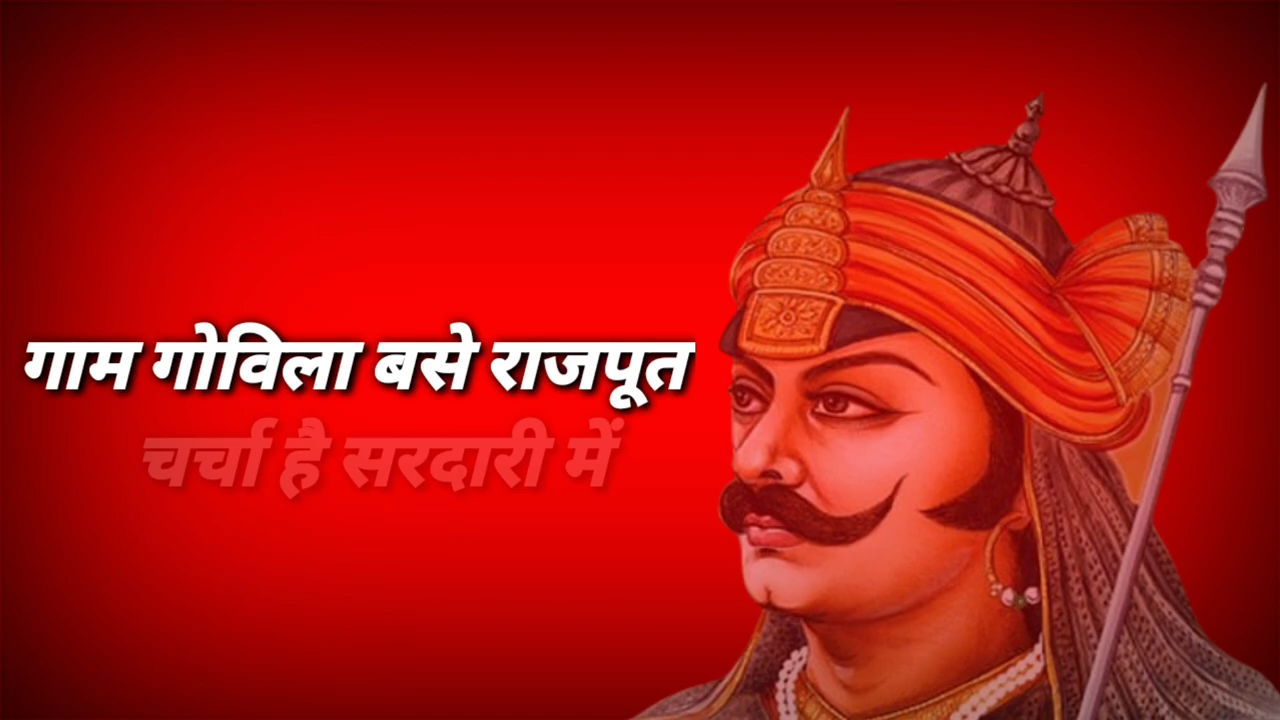 गाम गोविला बसे राजपूत
चर्चा है सरदारी में